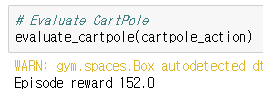 # Evaluate CartPole
evaluate_cartpole(cartpole_action)
WARN: gym.spaces.Box autodetected dt
Episode reward 152.0